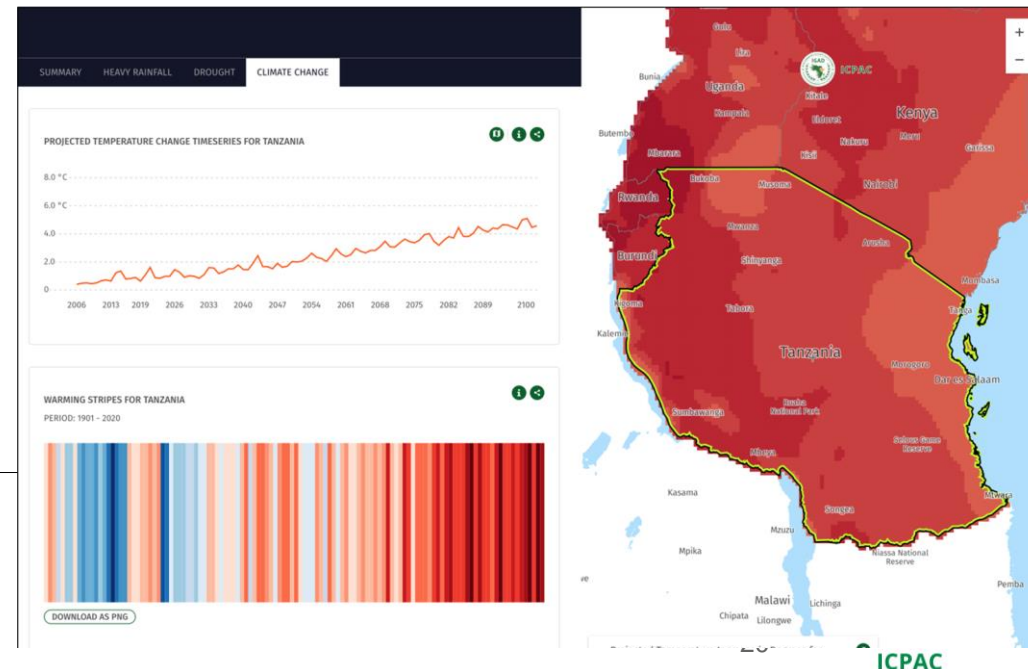 SUMMARY HEAVY RAINFALL DROUGHT CLIMATE CHANGE
PROJECTED TEMPERATURE CHANGE TIMESERIES FOR TANZANIA
8.0 °C
6.0 °C
4.0
2.0
0
2006 2013 2019 2026 2033 2040 2047 2054 2061 2068 2075 2082 2089 2100
WARMING STRIPES FOR TANZANIA
PERIOD: 1901 – 2020
DOWNLOAD AS PNG
+
−
Gulu
Lira
IGAD
ICPAC
Bunia
Uganda
Kitale
Kenya
Kampala
Eldoret
Meru
Butembo
Nakuru
Garissa
Mbarara
Kisii
Bukoba
Musoma
Nairobi
Rwanda
Mwanza
Arusha
Burundi
Shinyanga
Mombasa
Kigoma
Tabora
Tanga
Kalemie
Tanzania
Morogoro
Dar es Salaam
Ruaha
National Park
Sumbawanga
Selous Game
Reserve
Mbeya
Kasama
Mtwara
Songea
Mzuzu
Mpika
Niassa National
Reserve
Pemba
Malawi
Lichinga
Chipata
Lilongwe
ICPAC